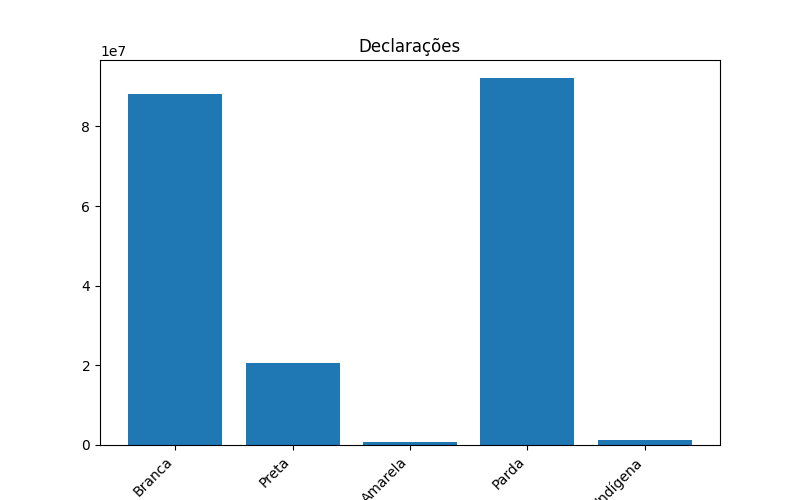 Declarações
1e7
8
6
4
2
0
Branca
Preta
Amarela
Parda
Indígena